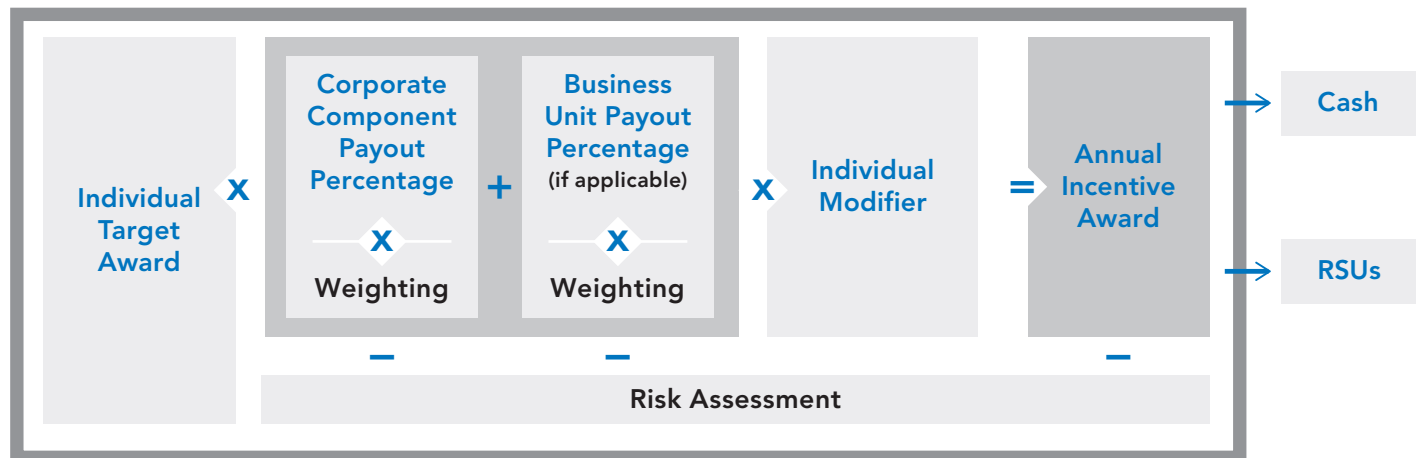 Individual
Target
Award
x
Corporate
Component
Payout
Percentage
x
Weighting
+
Business
Unit Payout
Percentage
(if applicable)
x
Weighting
x
Individual
Modifier
=
Annual
Incentive
Award
Cash
RSUs
–
–
–
Risk Assessment